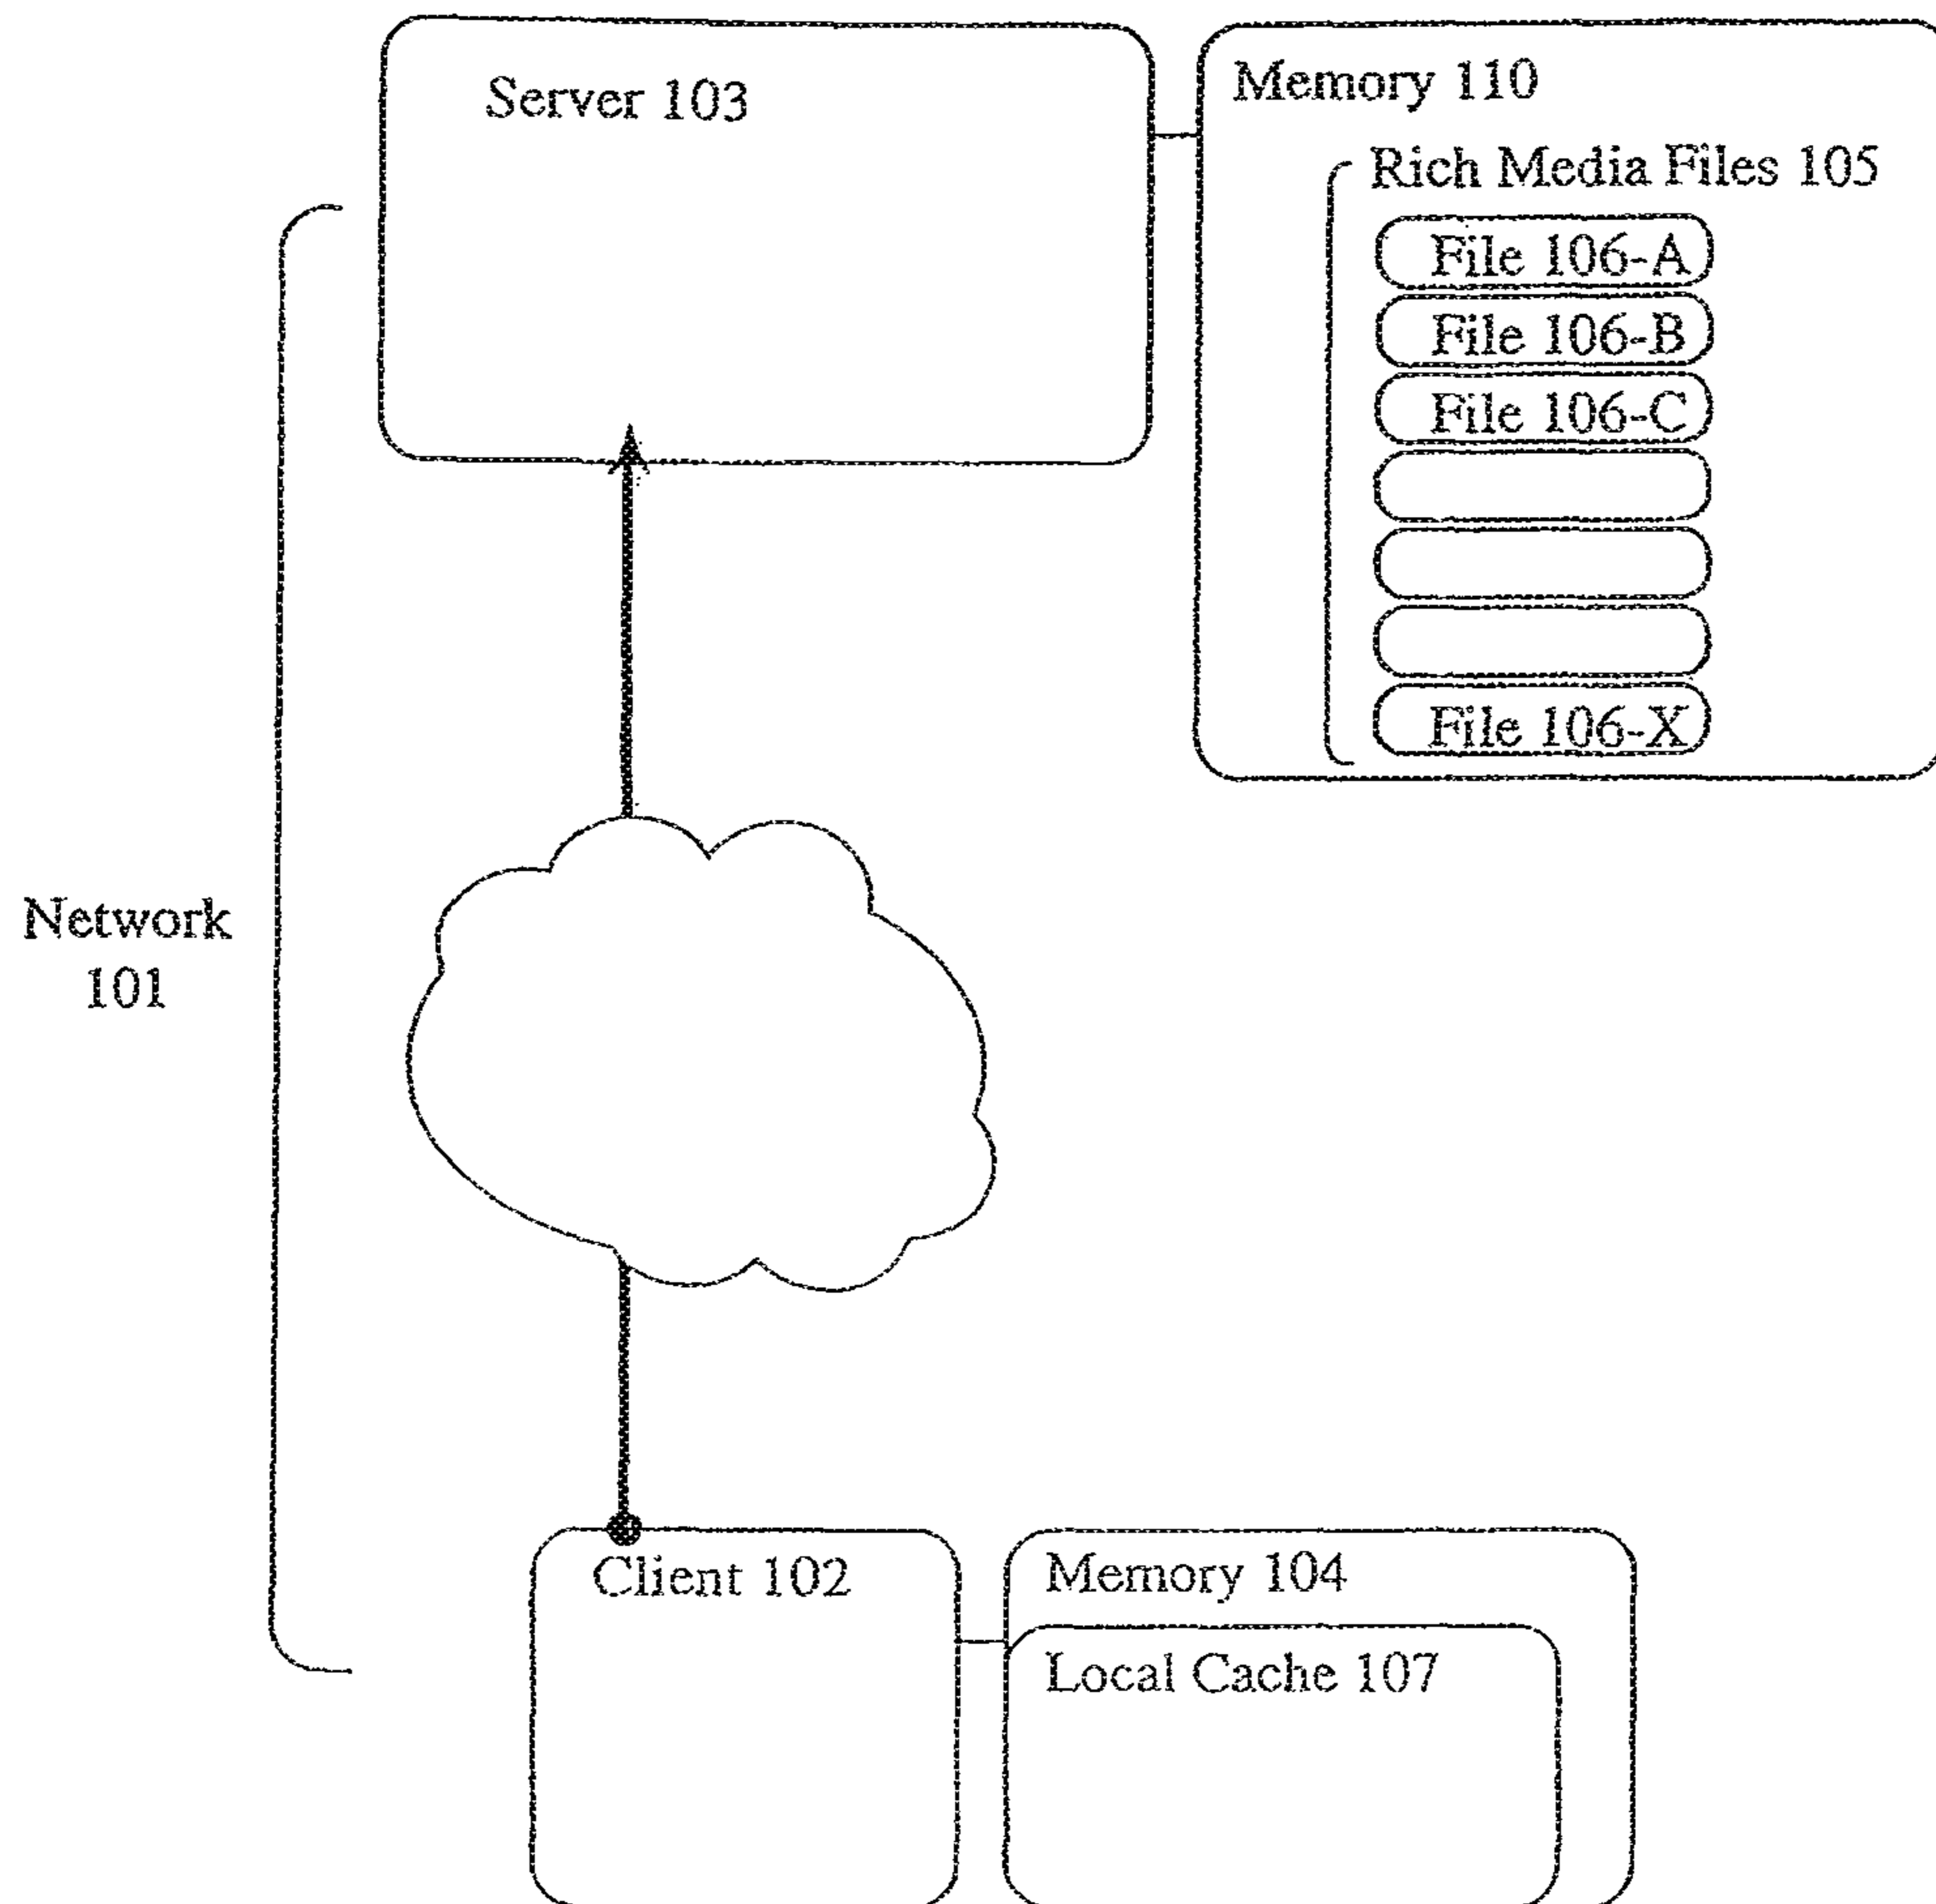 Server 103
Memory 110
Rich Media Files 105
File 106-A
File 106-B
File 106-C
File 106-X
Network
101
Client 102
Memory 104
Local Cache 107